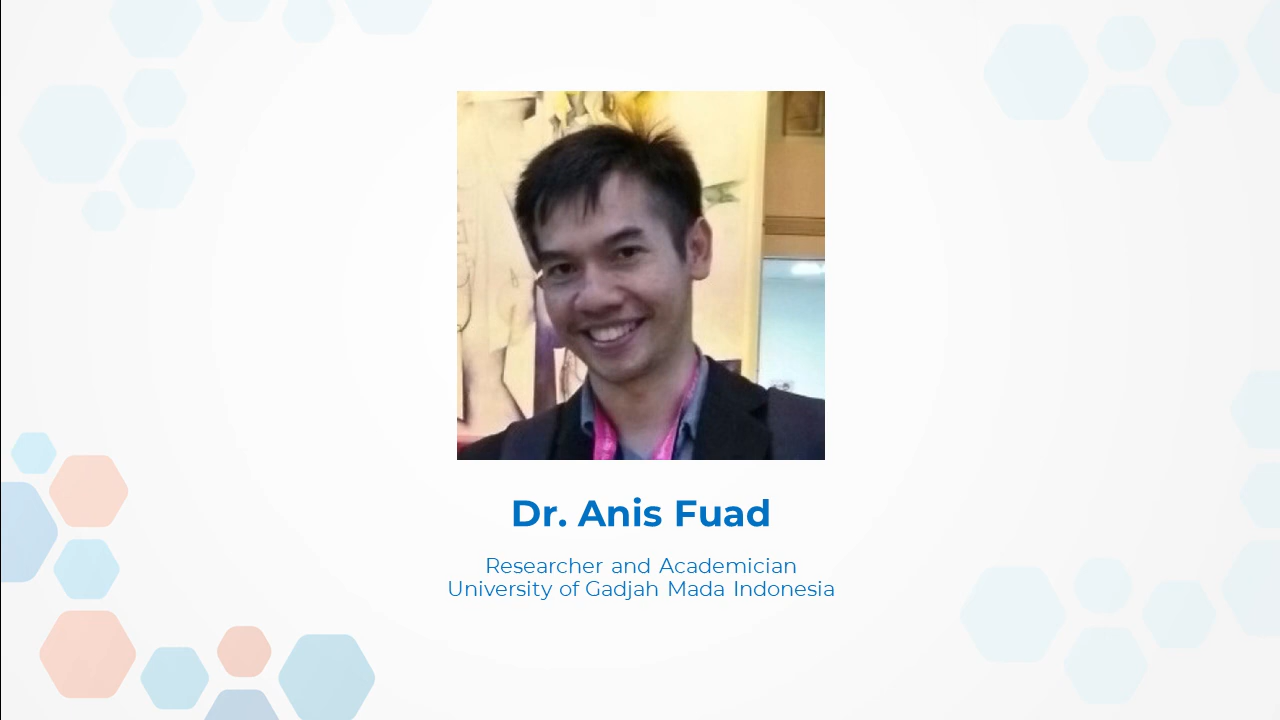 Dr. Anis Fuad
Researcher and Academician
University of Gadjah Mada Indonesia